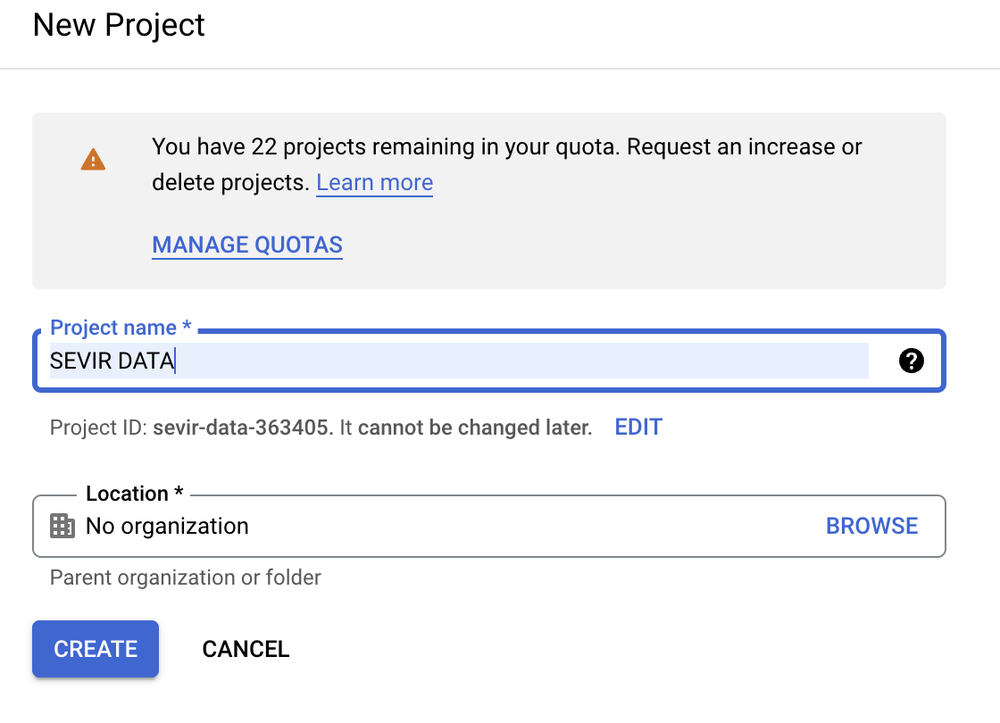 New Project
You have 22 projects remaining in your quota. Request an increase or
delete projects. Learn more
MANAGE QUOTAS
Project name *
SEVIR DATA
Project ID: sevir-data-363405. It cannot be changed later. EDIT
Location *
No organization BROWSE
Parent organization or folder
CREATE CANCEL